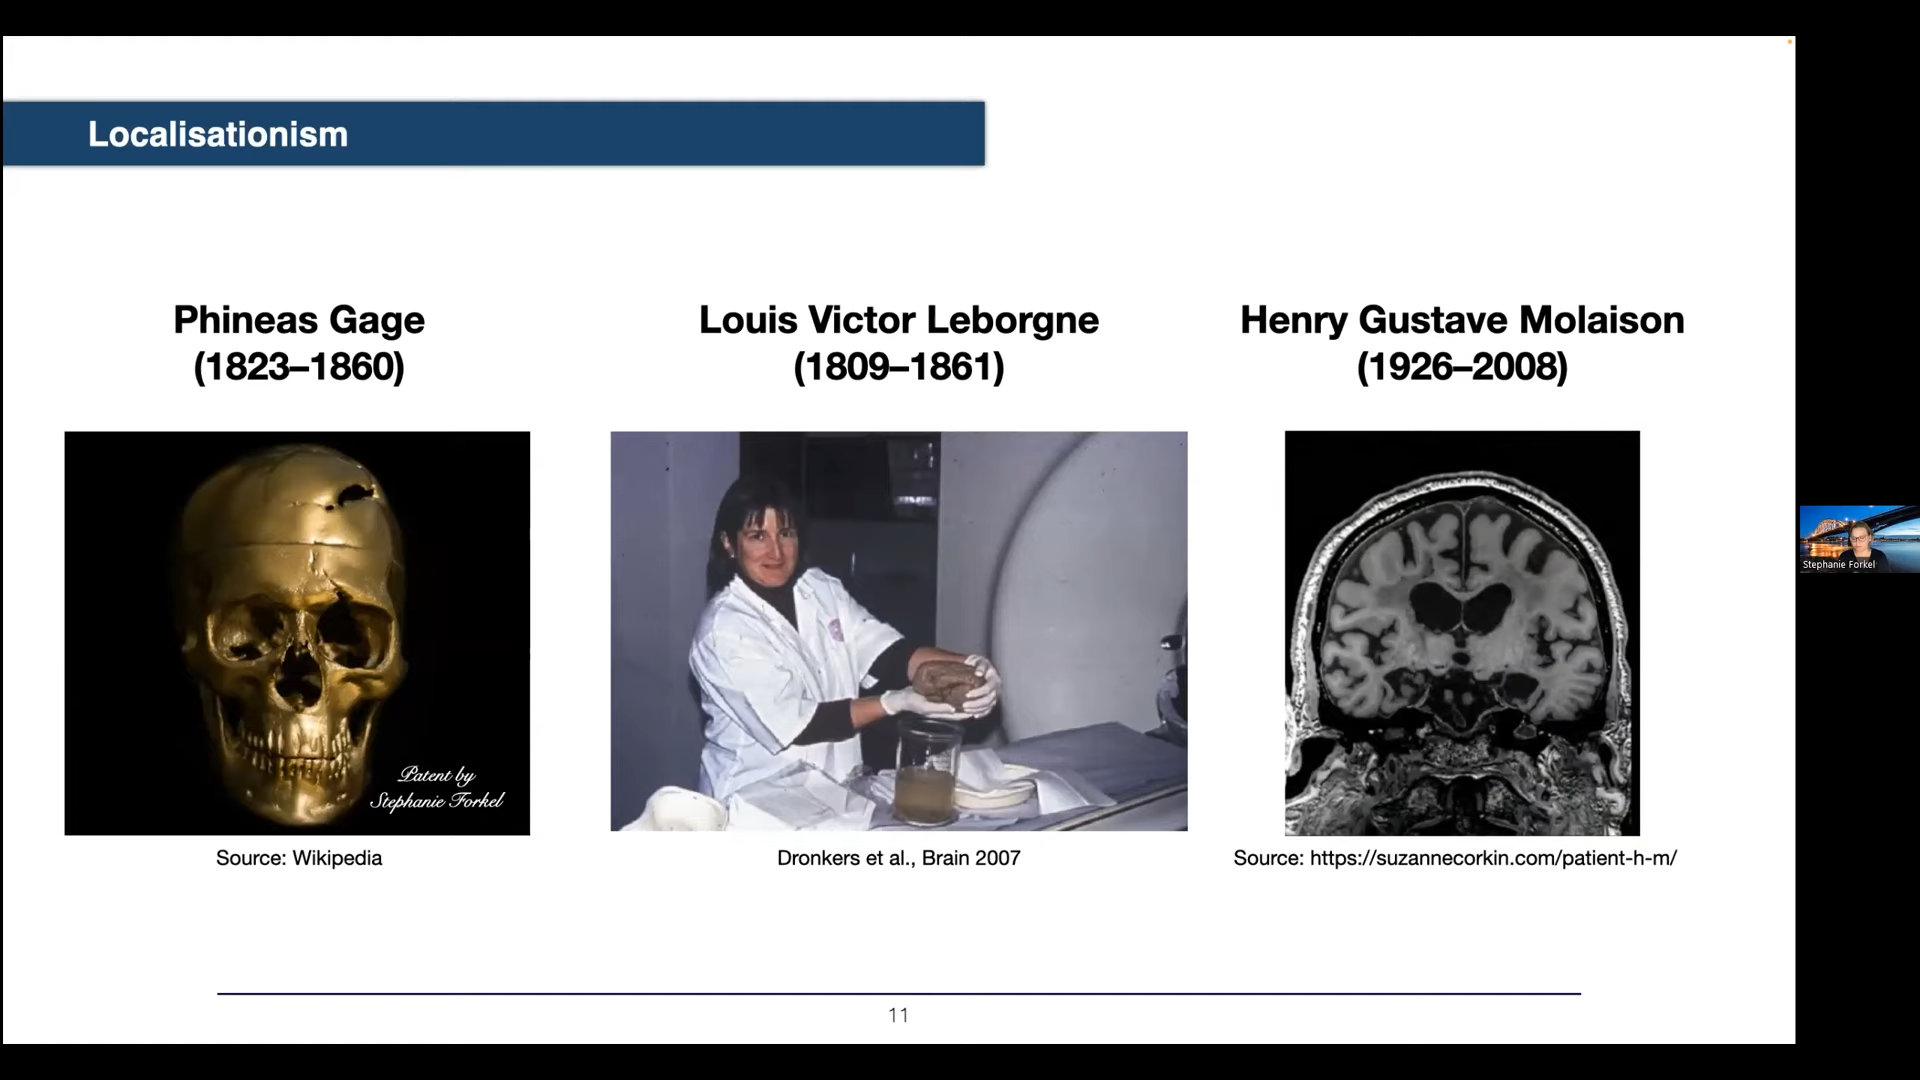 Localisationism
Phineas Gage
(1823–1860)
Louis Victor Leborgne
(1809–1861)
Henry Gustave Molaison
(1926–2008)
Patent by
Stephanie Forkel
Source: Wikipedia
Dronkers et al., Brain 2007
Source: https://suzannecorkin.com/patient-h-m/
Stephanie Forkel
11